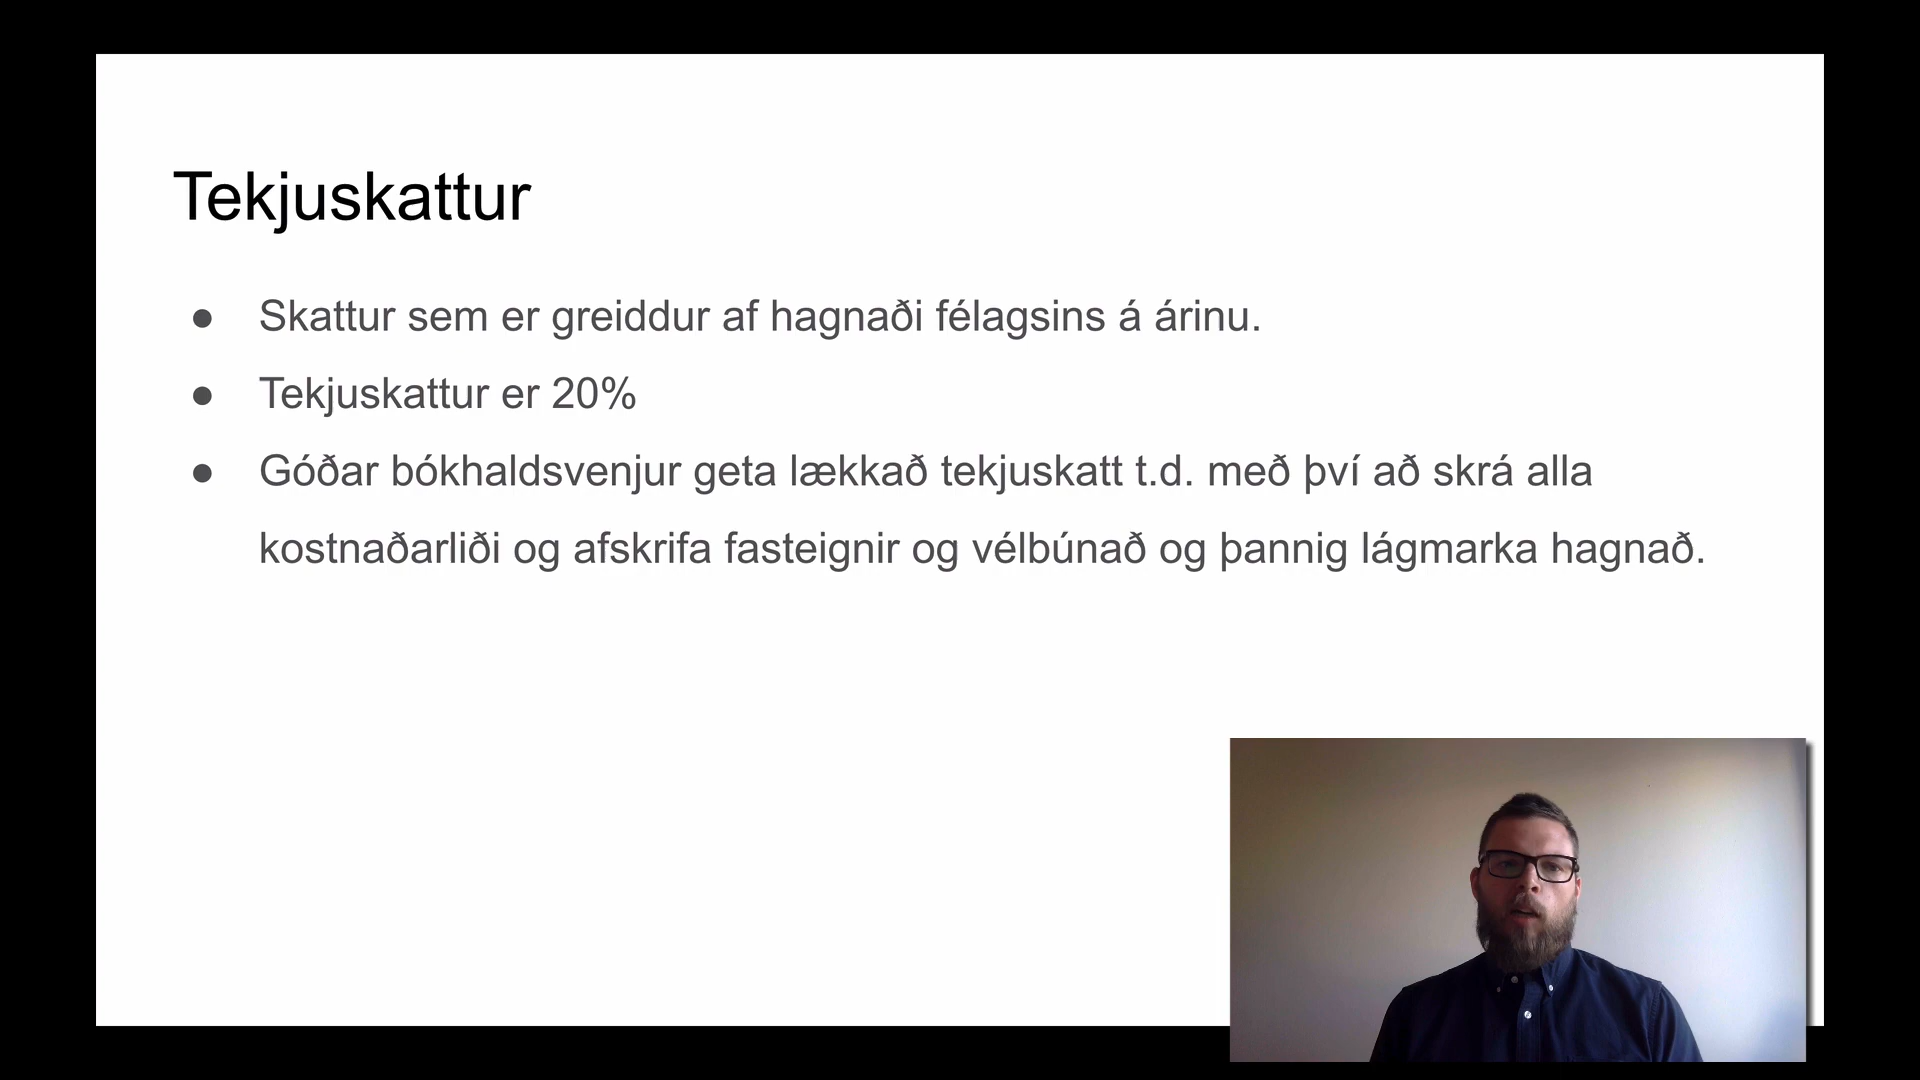 Tekjuskattur
● Skattur sem er greiddur af hagnaði félagsins á árinu.
● Tekjuskattur er 20%
● Góðar bókhaldsvenjur geta lækkað tekjuskatt t.d. með því að skrá alla
kostnaðarliði og afskrifa fasteignir og vélbúnað og þannig lágmarka hagnað.